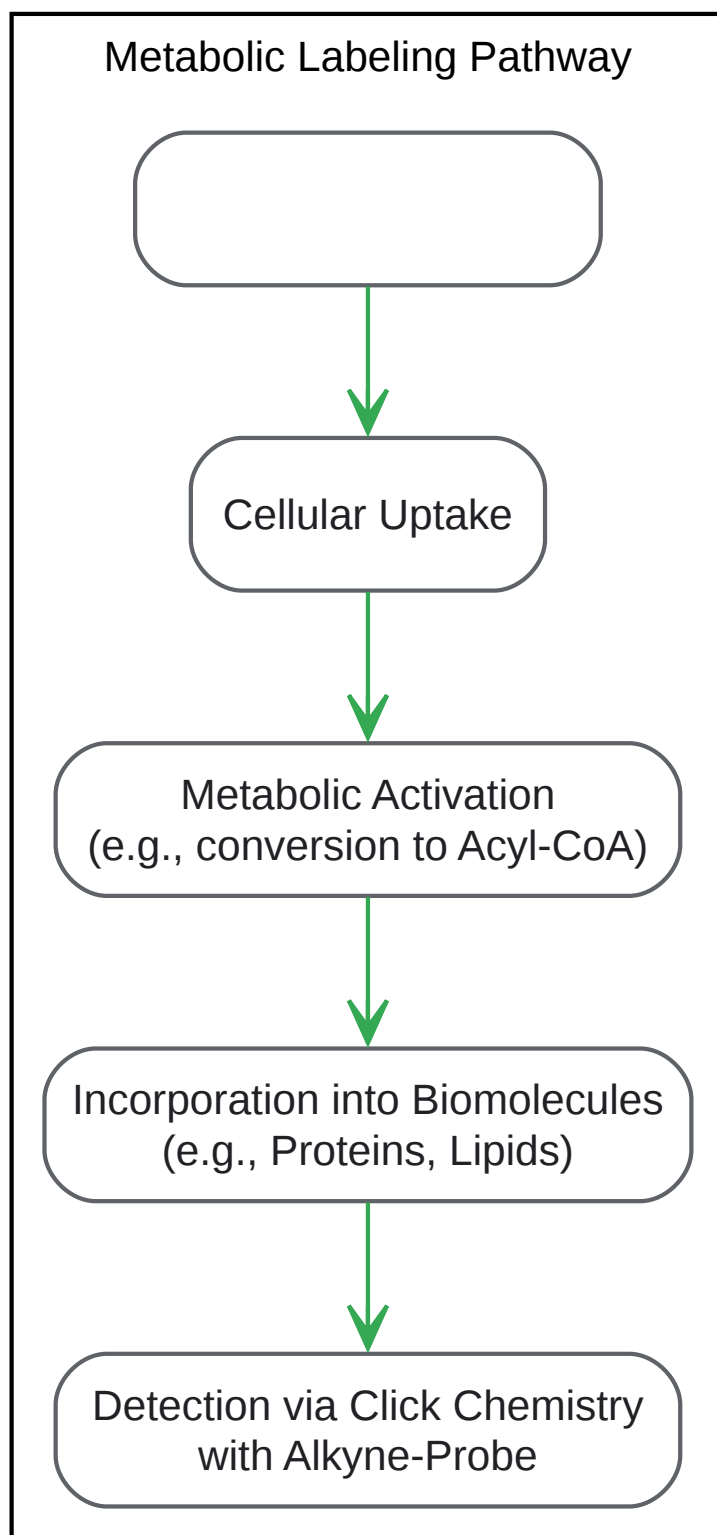 Metabolic Labeling Pathway
Cellular Uptake
Metabolic Activation
(e.g., conversion to Acyl-CoA)
Incorporation into Biomolecules
(e.g., Proteins, Lipids)
Detection via Click Chemistry
with Alkyne-Probe